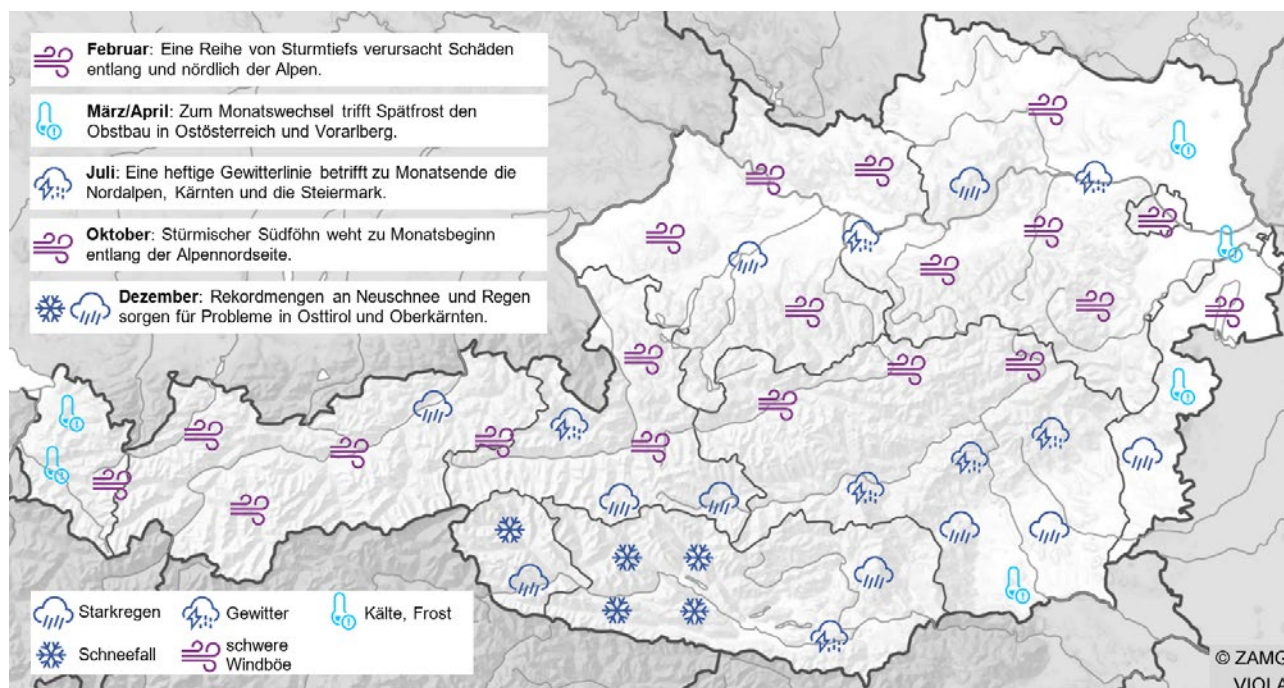 Februar: Eine Reihe von Sturmtiefs verursacht Schäden
entlang und nördlich der Alpen.
März/April: Zum Monatswechsel trifft Spätfrost den
Obstbau in Ostösterreich und Vorarlberg.
Juli: Eine heftige Gewitterlinie betrifft zu Monatsende die
Nordalpen, Kärnten und die Steiermark.
Oktober: Stürmischer Südföhn weht zu Monatsbeginn
entlang der Alpennordseite.
Dezember: Rekordmengen an Neuschnee und Regen
sorgen für Probleme in Osttirol und Oberkärnten.
Starkregen
Gewitter
Kälte, Frost
Schneefall
schwere
Windböe
© ZAMG
VIOLA